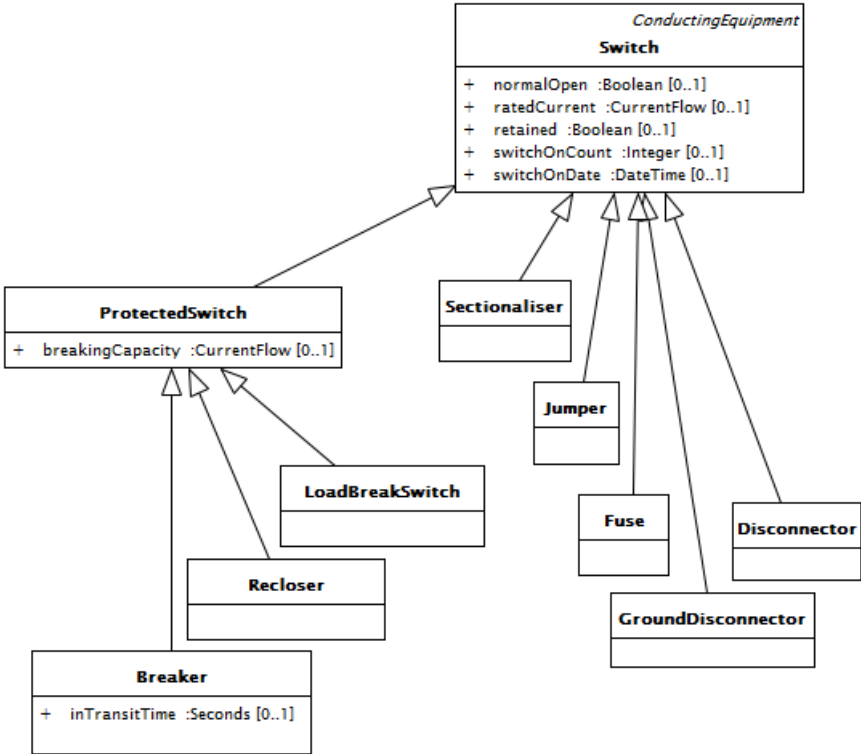 ConductingEquipment
Switch
+ normalOpen :Boolean [0..1]
+ ratedCurrent :CurrentFlow [0..1]
+ retained :Boolean [0..1]
+ switchOnCount :Integer [0..1]
+ switchOnDate :DateTime [0..1]
ProtectedSwitch
+ breakingCapacity :CurrentFlow [0..1]
Sectionaliser
Jumper
LoadBreakSwitch
Fuse
Disconnector
Recloser
GroundDisconnector
Breaker
+ inTransitTime :Seconds [0..1]